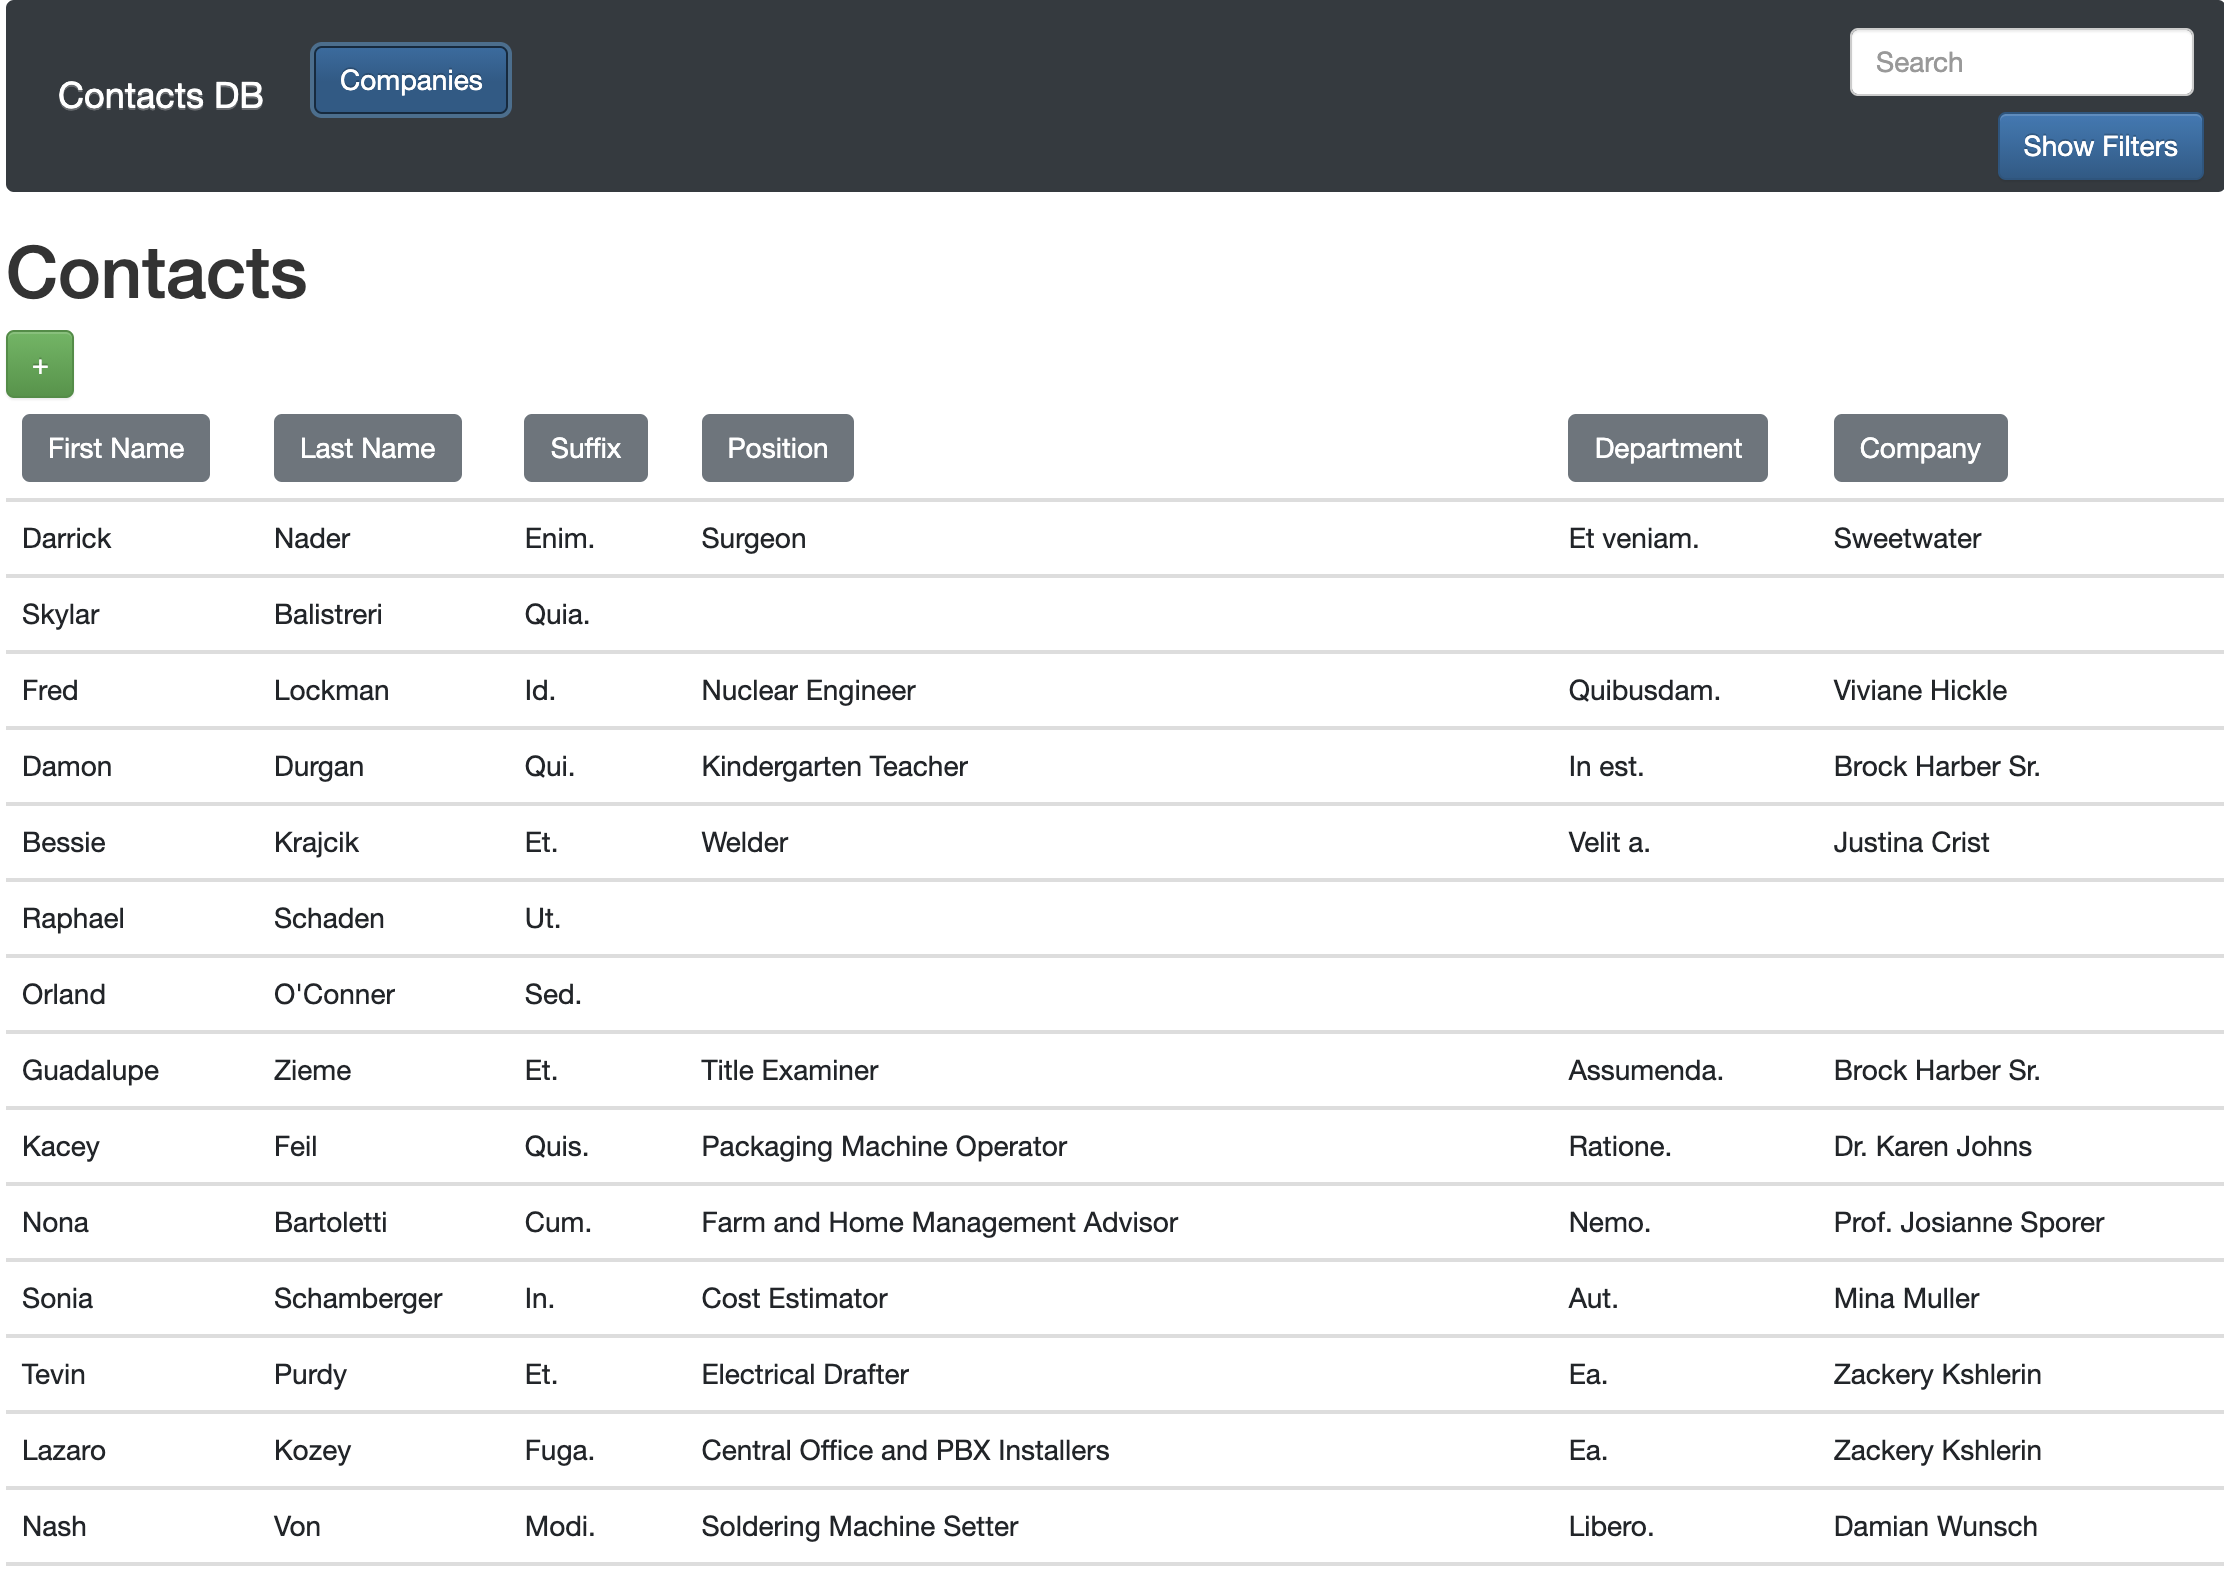 Contacts DB Companies Search
Show Filters
Contacts
+
First Name Last Name Suffix Position Department Company
Darrick Nader Enim. Surgeon Et veniam. Sweetwater
Skylar Balistreri Quia.
Fred Lockman Id. Nuclear Engineer Quibusdam. Viviane Hickle
Damon Durgan Qui. Kindergarten Teacher In est. Brock Harber Sr.
Bessie Krajcik Et. Welder Velit a. Justina Crist
Raphael Schaden Ut.
Orland O'Conner Sed.
Guadalupe Zieme Et. Title Examiner Assumenda. Brock Harber Sr.
Kacey Feil Quis. Packaging Machine Operator Ratione. Dr. Karen Johns
Nona Bartoletti Cum. Farm and Home Management Advisor Nemo. Prof. Josianne Sporer
Sonia Schamberger In. Cost Estimator Aut. Mina Muller
Tevin Purdy Et. Electrical Drafter Ea. Zackery Kshlerin
Lazaro Kozey Fuga. Central Office and PBX Installers Ea. Zackery Kshlerin
Nash Von Modi. Soldering Machine Setter Libero. Damian Wunsch